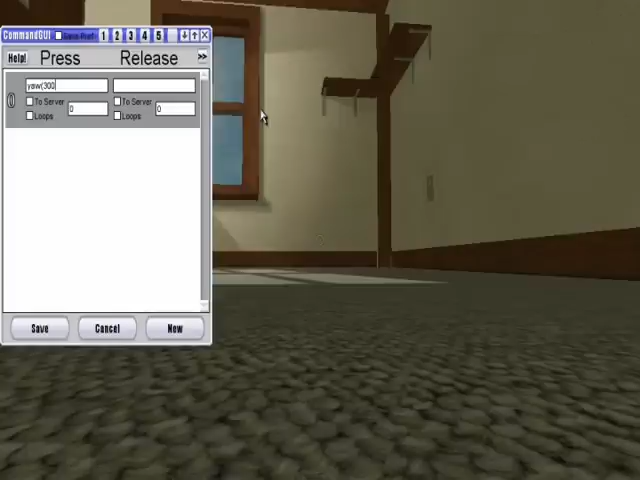 CommandGUI 1 2 3 4 5
Help! Press Release >>
yaw(300
To Server To Server
0 0
Loops Loops
Save Cancel New